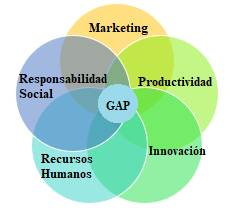 Marketing
Responsabilidad
Social
Productividad
GAP
Recursos
Humanos
Innovación